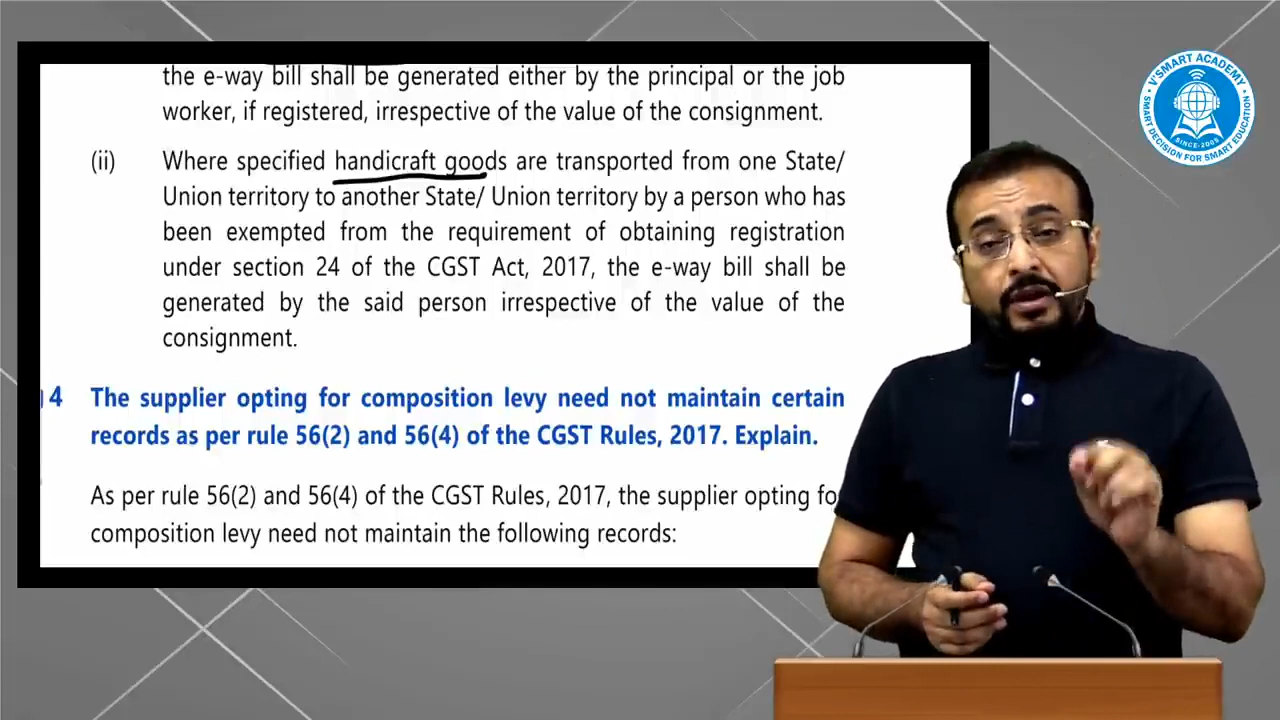 the e-way bill shall be generated either by the principal or the job
worker, if registered, irrespective of the value of the consignment.
(ii) Where specified handicraft goods are transported from one State/
Union territory to another State/ Union territory by a person who has
been exempted from the requirement of obtaining registration
under section 24 of the CGST Act, 2017, the e-way bill shall be
generated by the said person irrespective of the value of the
consignment.
4 The supplier opting for composition levy need not maintain certain
records as per rule 56(2) and 56(4) of the CGST Rules, 2017. Explain.
As per rule 56(2) and 56(4) of the CGST Rules, 2017, the supplier opting for
composition levy need not maintain the following records:
V'SMART ACADEMY
SINCE-2005
SMART DECISION FOR SMART EDUCATION